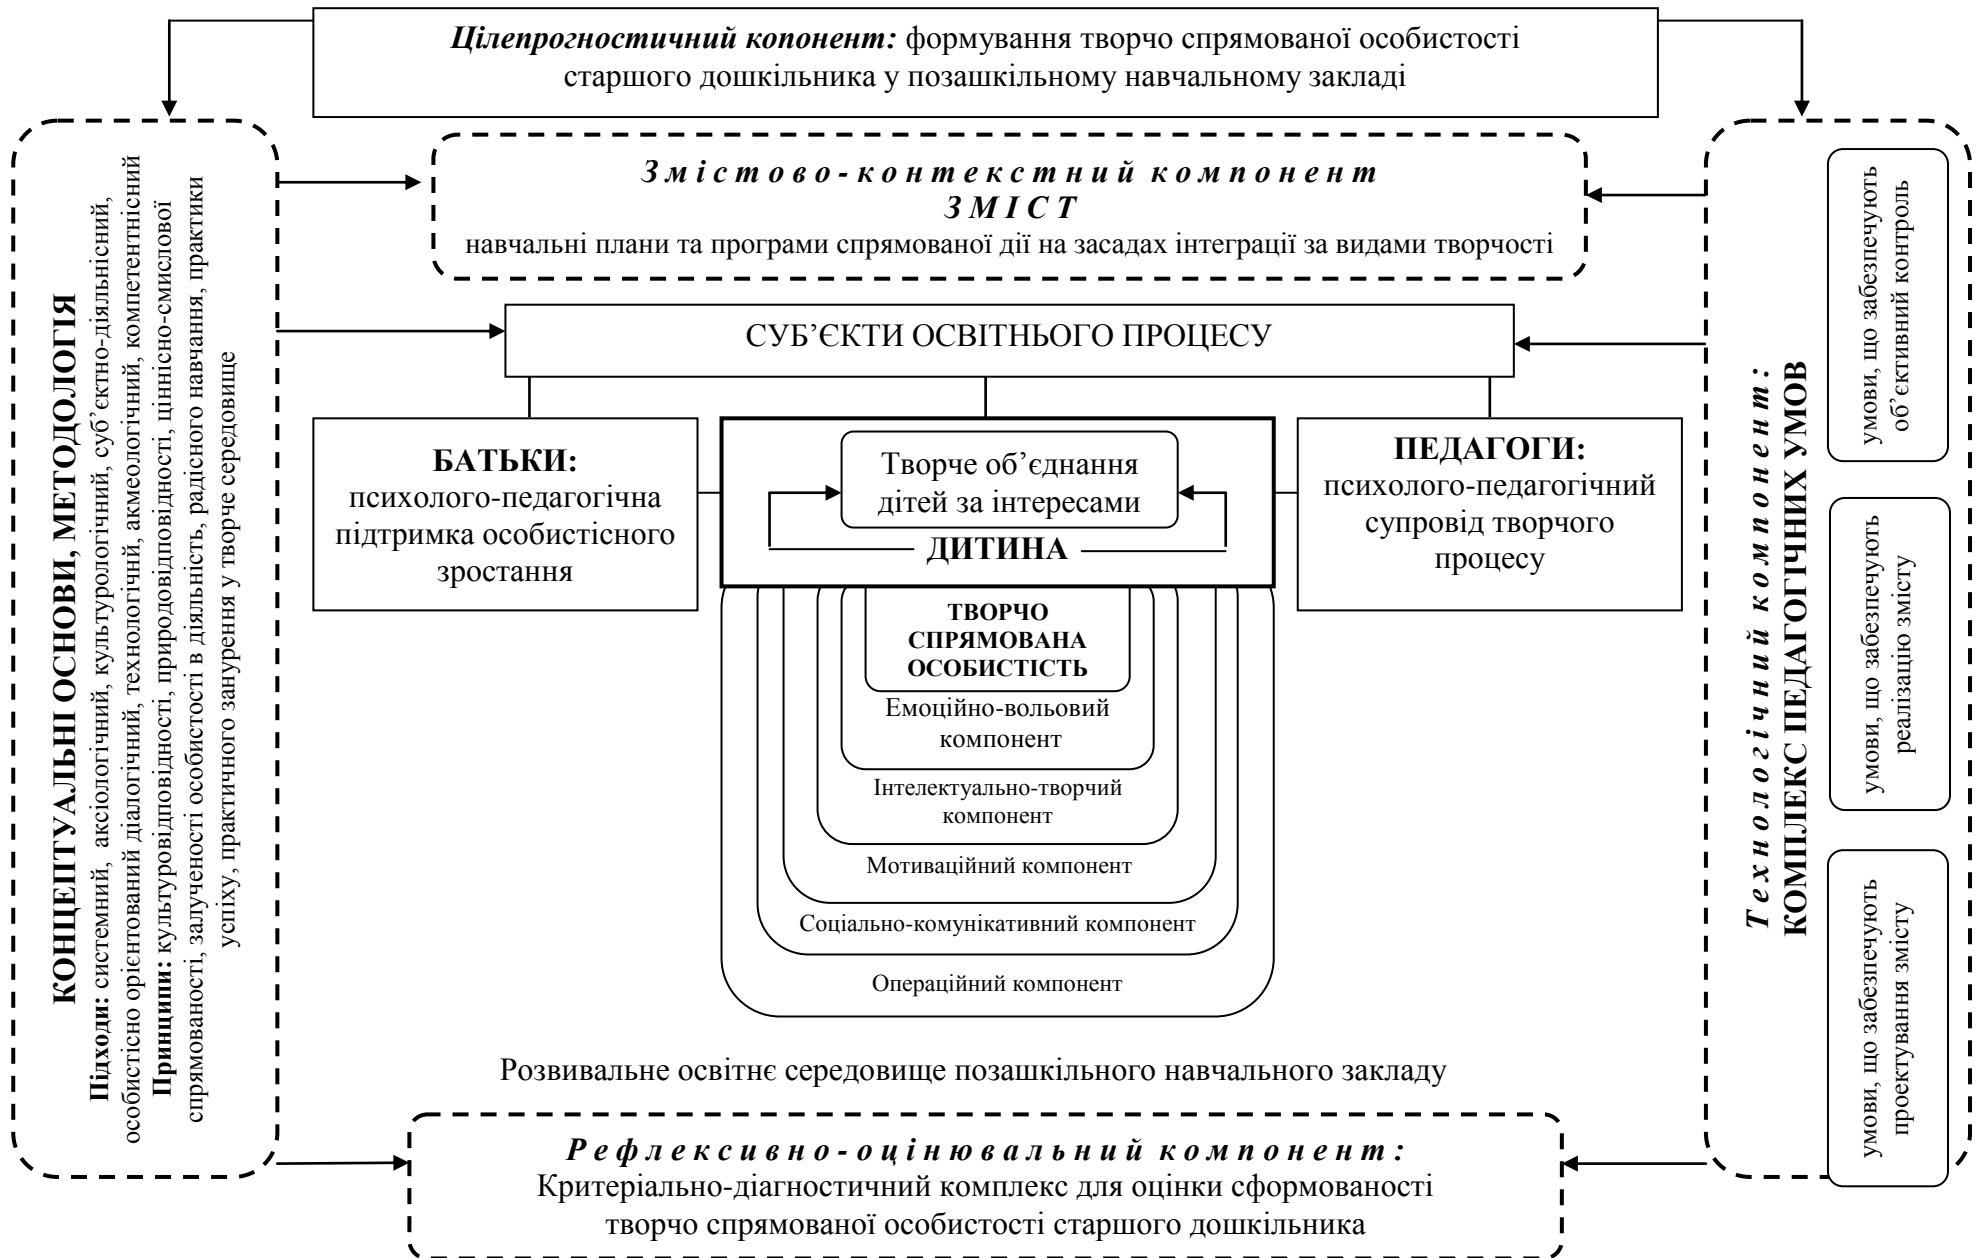 Цілепрогностичний копонент: формування творчо спрямованої особистості
старшого дошкільника у позашкільному навчальному закладі
КОНЦЕПТУАЛЬНІ ОСНОВИ, МЕТОДОЛОГІЯ
Підходи: системний, аксіологічний, культурологічний, суб’єктно-діяльнісний,
особистісно орієнтований діалогічний, технологічний, акмеологічний, компетентнісний
Принципи: культуровідповідності, природовідповідності, ціннісно-смислової
спрямованості, залученості особистості в діяльність, радісного навчання, практики
успіху, практичного занурення у творче середовище
Змістово-контекстний компонент
ЗМІСТ
навчальні плани та програми спрямованої дії на засадах інтеграції за видами творчості
СУБ’ЄКТИ ОСВІТНЬОГО ПРОЦЕСУ
БАТЬКИ:
психолого-педагогічна
підтримка особистісного
зростання
Творче об’єднання
дітей за інтересами
ДИТИНА
ПЕДАГОГИ:
психолого-педагогічний
супровід творчого
процесу
ТВОРЧО
СПРЯМОВАНА
ОСОБИСТІСТЬ
Емоційно-вольовий
компонент
Інтелектуально-творчий
компонент
Мотиваційний компонент
Соціально-комунікативний компонент
Операційний компонент
Технологічний компонент:
КОМПЛЕКС ПЕДАГОГІЧНИХ УМОВ
умови, що забезпечують
об’єктивний контроль
умови, що забезпечують
реалізацію змісту
умови, що забезпечують
проектування змісту
Розвивальне освітнє середовище позашкільного навчального закладу
Рефлексивно-оцінювальний компонент:
Критеріально-діагностичний комплекс для оцінки сформованості
творчо спрямованої особистості старшого дошкільника